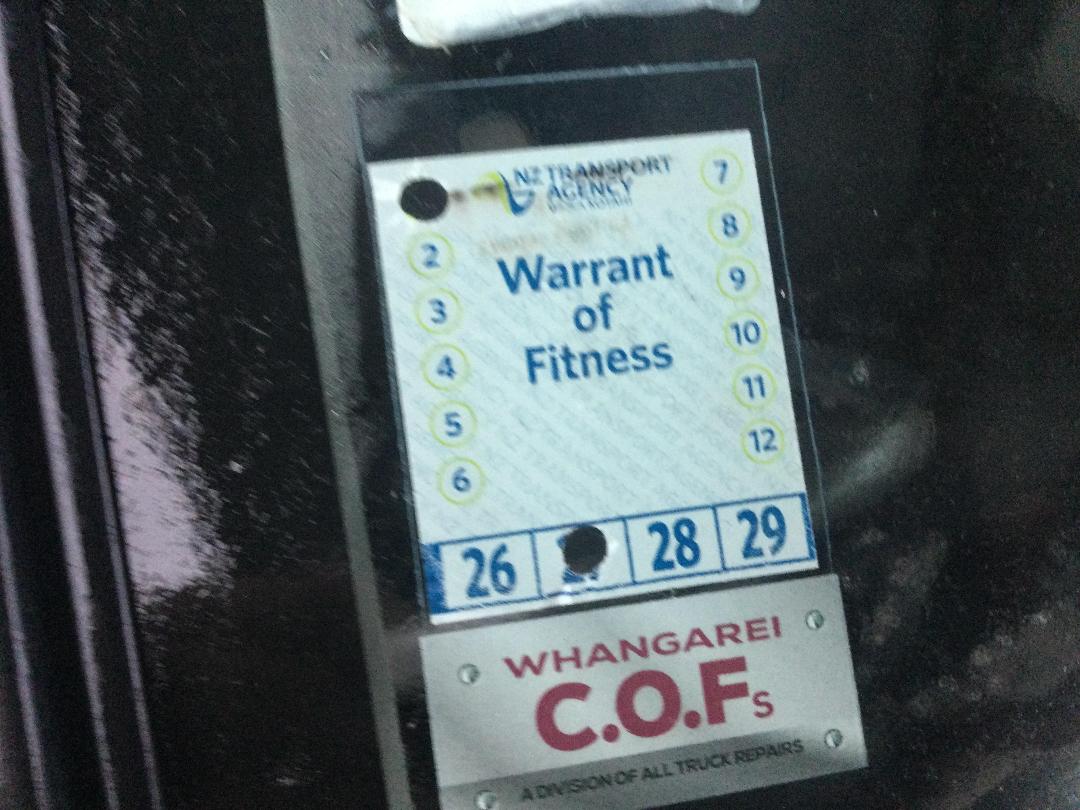 NZ TRANSPORT
AGENCY
7
2
8
Warrant
of
Fitness
3
9
4
10
5
11
6
12
26
28
29
WHANGAREI
C.O.Fs
A DIVISION OF ALL TRUCK REPAIRS